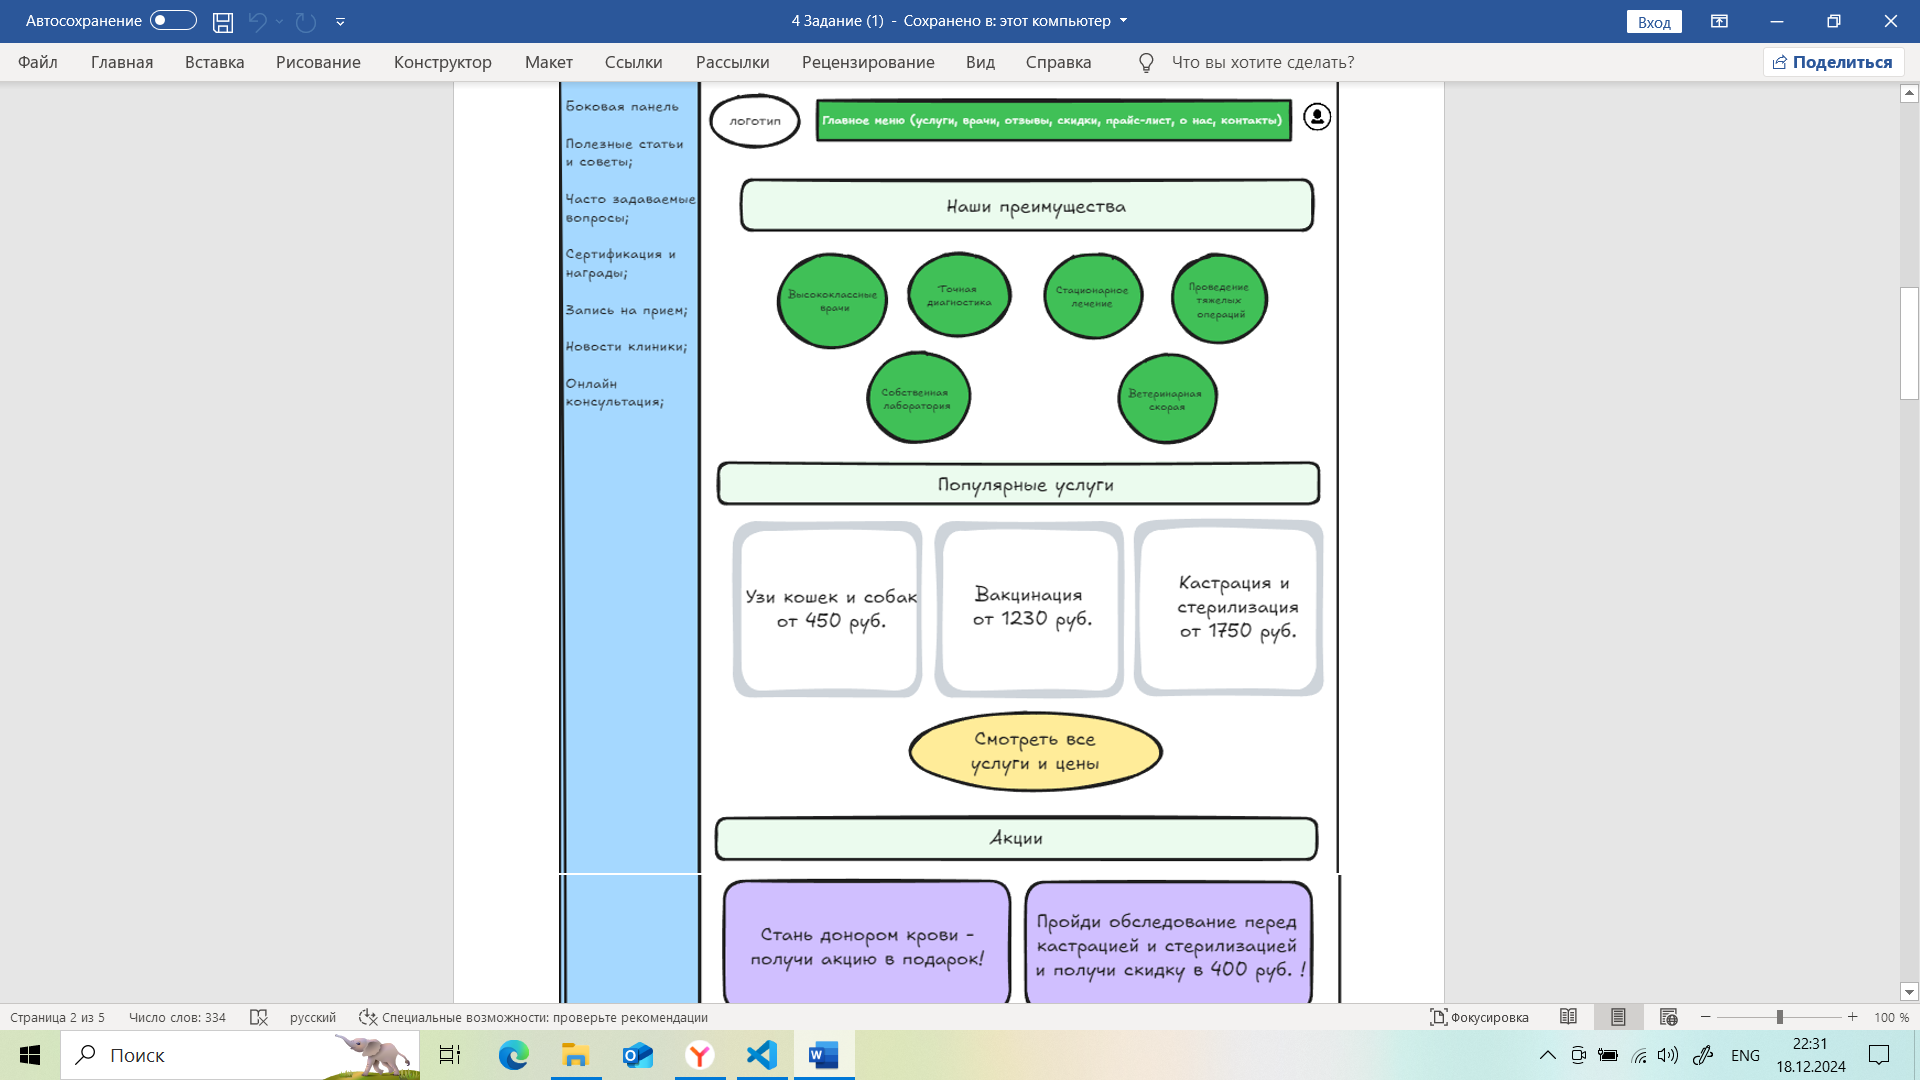 Автосохранение
4 Задание (1) - Сохранено в: этот компьютер
Вход
Файл Главная Вставка Рисование Конструктор Макет Ссылки Рассылки Рецензирование Вид Справка Что вы хотите сделать? Поделиться
Боковая панель
Полезные статьи
и советы;
Часто задаваемые
вопросы;
Сертификация и
награды;
Запись на прием;
Новости клиники;
Онлайн
консультация;
логотип
Главное меню (услуги, врачи, отзывы, скидки, прайс-лист, о нас, контакты)
Наши преимущества
Высококлассные
врачи
Точная
диагностика
Стационарное
лечение
Проведение
тяжелых
операций
Собственная
лаборатория
Ветеринарная
скорая
Популярные услуги
Узи кошек и собак
от 450 руб.
Вакцинация
от 1230 руб.
Кастрация и
стерилизация
от 1750 руб.
Смотреть все
услуги и цены
Акции
Стань донором крови -
получи акцию в подарок!
Пройди обследование перед
кастрацией и стерилизацией
и получи скидку в 400 руб. !
Страница 2 из 5 Число слов: 334 русский Специальные возможности: проверьте рекомендации Фокусировка 100 %
Поиск
ENG
22:31
18.12.2024